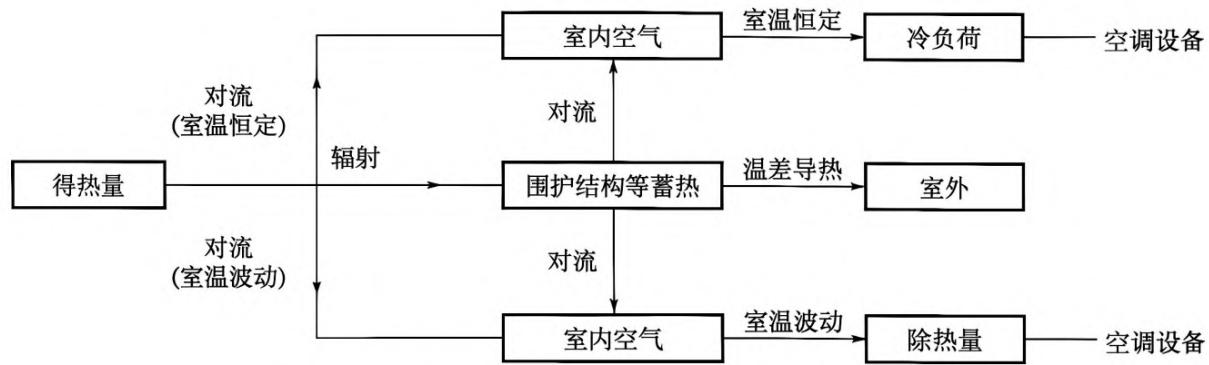 室内空气
室温恒定
冷负荷
空调设备
对流
(室温恒定)
对流
得热量
辐射
围护结构等蓄热
温差导热
室外
对流
(室温波动)
对流
室内空气
室温波动
除热量
空调设备